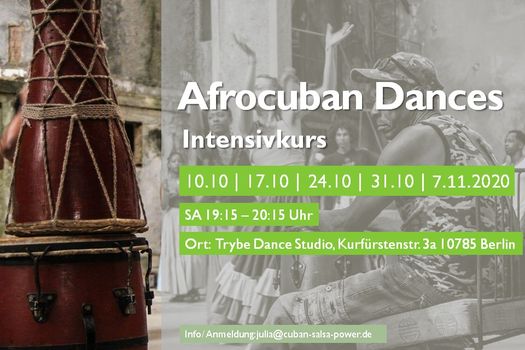 Afrocuban Dances
Intensivkurs
10.10 | 17.10 | 24.10 | 31.10 | 7.11.2020
SA 19:15 – 20:15 Uhr
Ort: Trybe Dance Studio, Kurfürstenstr. 3a 10785 Berlin
Info/Anmeldung:julia@cuban-salsa-power.de